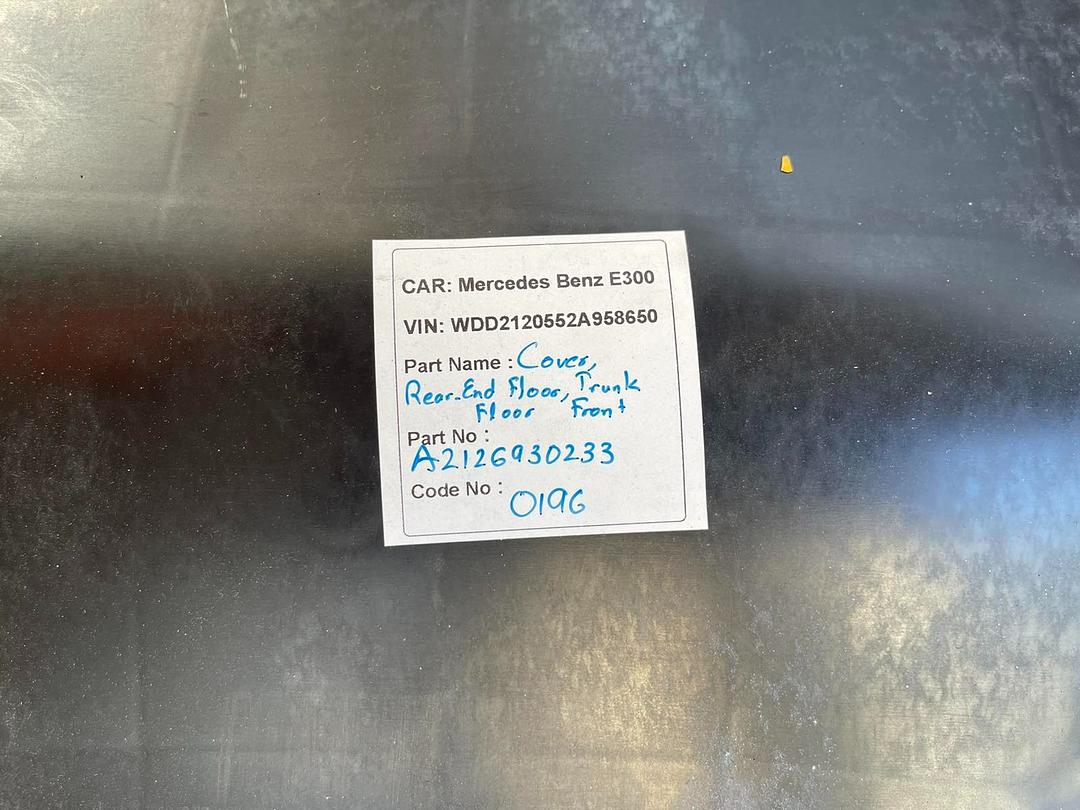 CAR: Mercedes Benz E300
VIN: WDD2120552A958650
Part Name : Cover,
Rear-End Floor, Trunk
Floor Front
Part No :
A2126930233
Code No :
0196